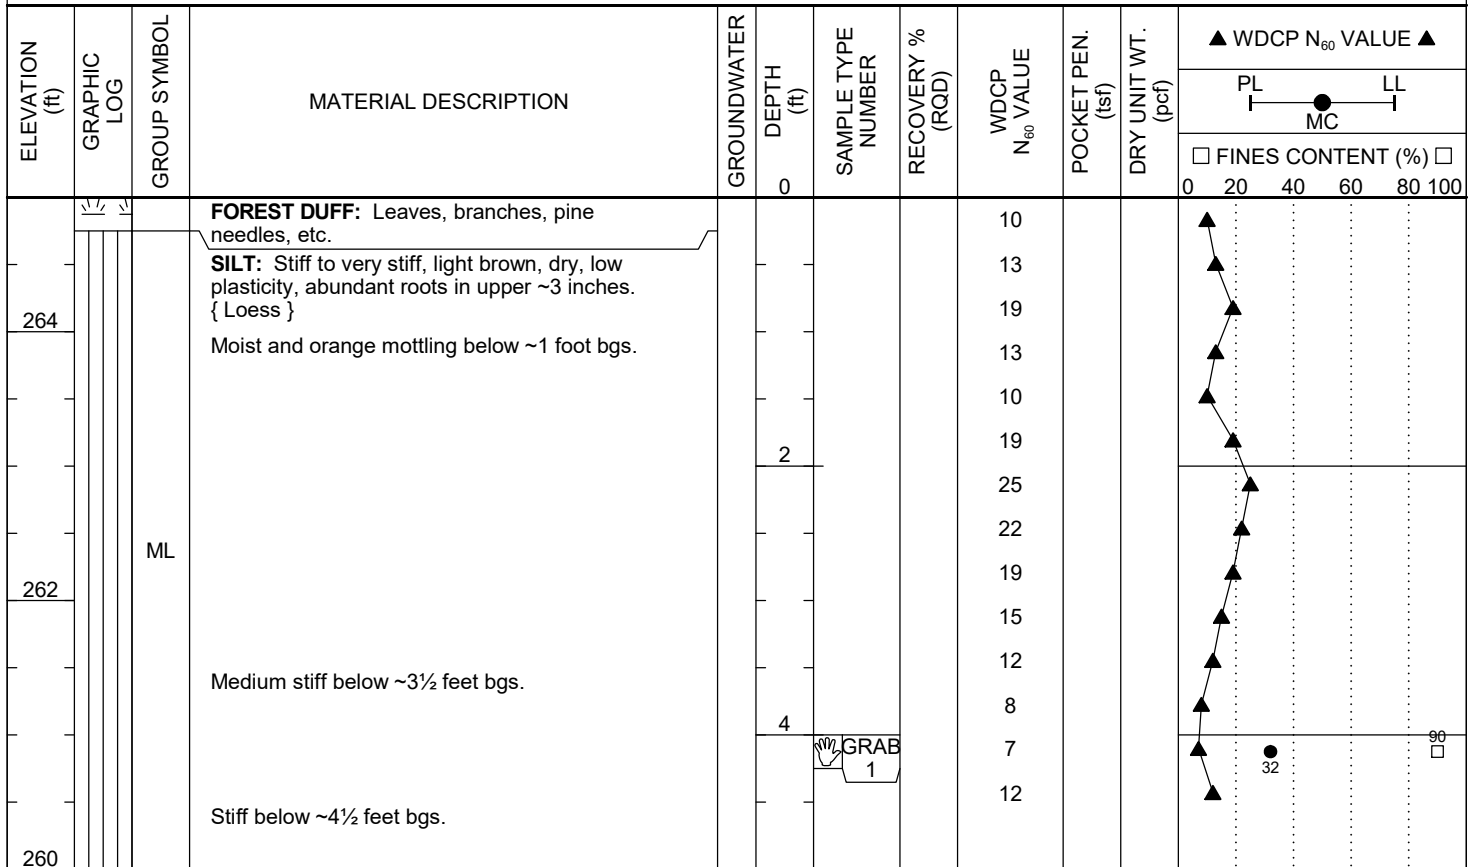 ELEVATION
(ft)
GRAPHIC
LOG
GROUP SYMBOL
MATERIAL DESCRIPTION
GROUNDWATER
DEPTH
(ft)
0
SAMPLE TYPE
NUMBER
RECOVERY %
(RQD)
WDCP
N60 VALUE
POCKET PEN.
(tsf)
DRY UNIT WT.
(pcf)
▲ WDCP N60 VALUE ▲
PL LL
MC
□ FINES CONTENT (%) □
0 20 40 60 80 100
FOREST DUFF: Leaves, branches, pine
needles, etc.
10
SILT: Stiff to very stiff, light brown, dry, low
plasticity, abundant roots in upper ~3 inches.
{ Loess }
13
19
264
Moist and orange mottling below ~1 foot bgs.
13
10
19
2
25
22
ML
19
262
15
12
Medium stiff below ~3½ feet bgs.
8
4
GRAB
1
7
90
32
12
Stiff below ~4½ feet bgs.
260